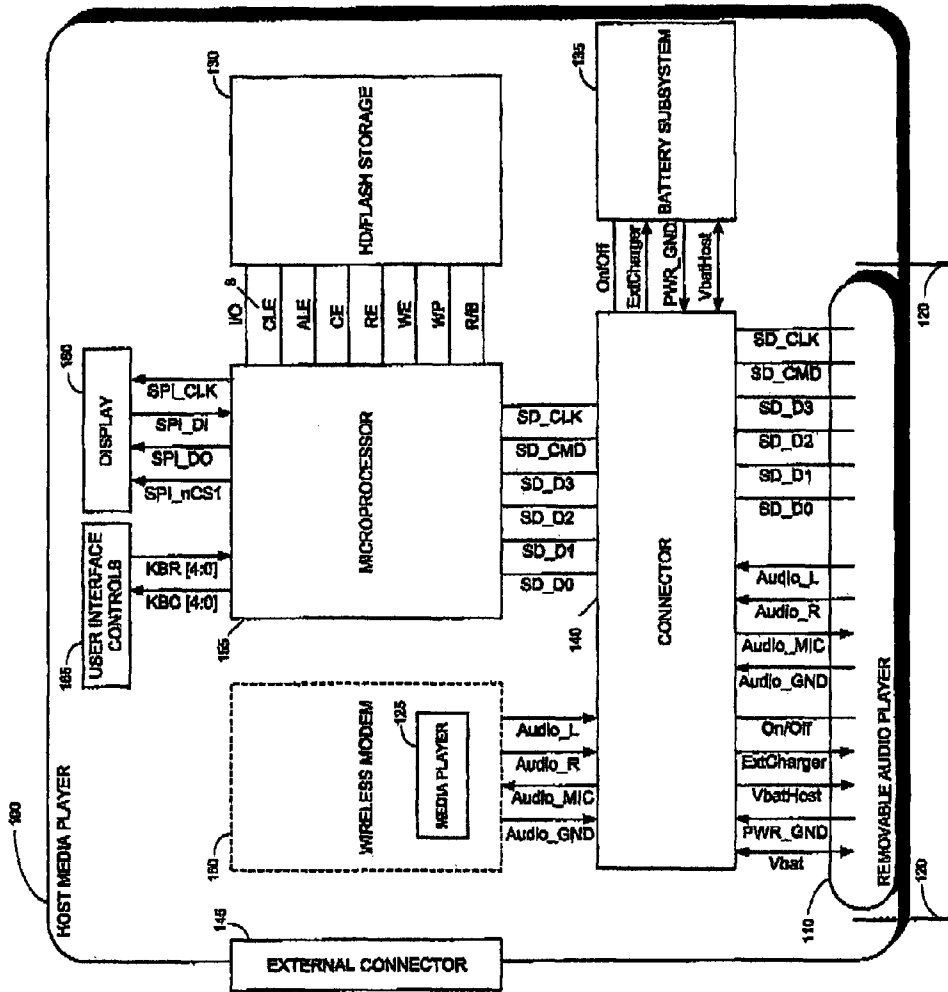 HOST MEDIA PLAYER
100
USER INTERFACE
CONTROLS
165
DISPLAY
160
KBC [4:0]
KBR [4:0]
SPI_nCS1
SPI_DO
SPI_DI
SPI_CLK
EXTERNAL CONNECTOR
145
WIRELESS MODEM
150
MEDIA PLAYER
125
MICROPROCESSOR
155
HD/FLASH STORAGE
130
I/O
8
CLE
ALE
CE
RE
WE
WP
R/B
Audio_GND
Audio_MIC
Audio_R
Audio_L
SD_D0
SD_D1
SD_D2
SD_D3
SD_CMD
SD_CLK
CONNECTOR
140
On/Off
ExtCharger
PWR_GND
VbatHost
BATTERY SUBSYSTEM
135
Vbat
PWR_GND
VbatHost
ExtCharger
On/Off
Audio_GND
Audio_MIC
Audio_R
Audio_L
SD_D0
SD_D1
SD_D2
SD_D3
SD_CMD
SD_CLK
REMOVABLE AUDIO PLAYER
110
120
120